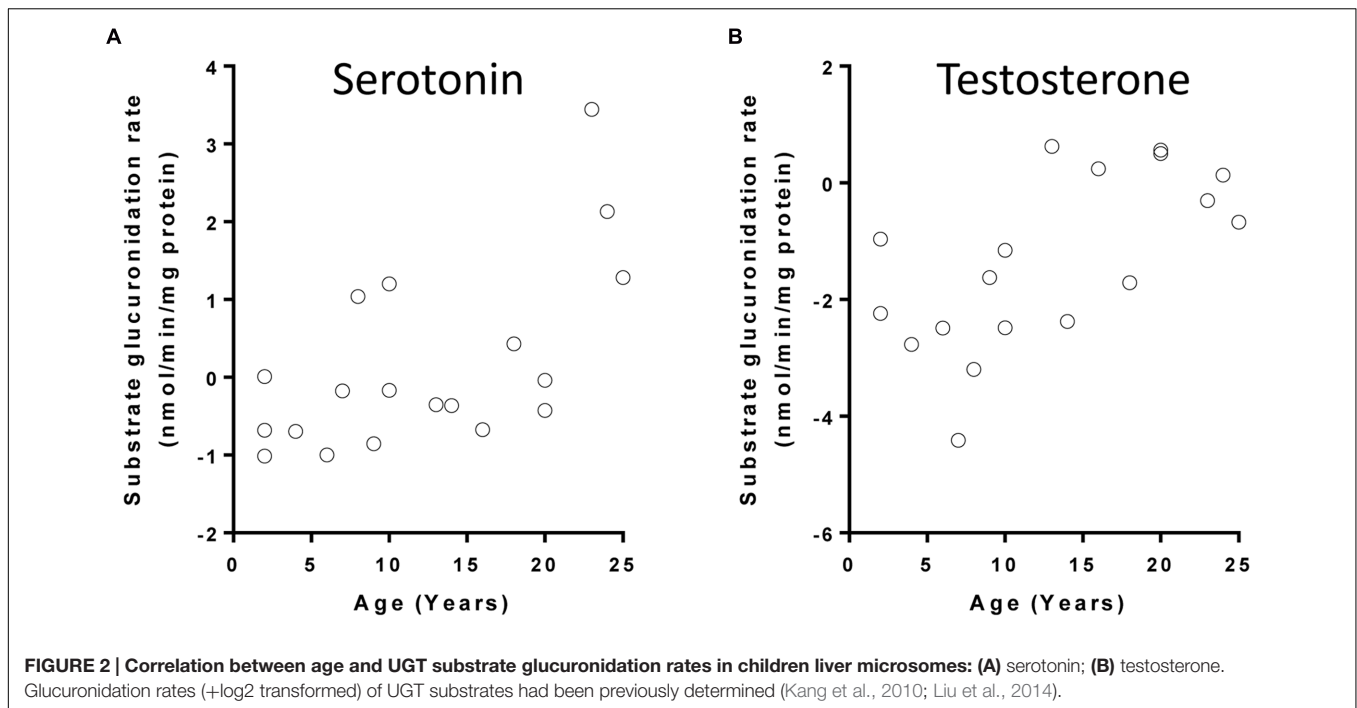 A
Serotonin
Substrate glucuronidation rate
(nmol/min/mg protein)
4
3
2
1
0
-1
-2
0 5 10 15 20 25
Age (Years)
B
Testosterone
Substrate glucuronidation rate
(nmol/min/mg protein)
2
0
-2
-4
-6
0 5 10 15 20 25
Age (Years)
FIGURE 2 | Correlation between age and UGT substrate glucuronidation rates in children liver microsomes: (A) serotonin; (B) testosterone.
Glucuronidation rates (+log2 transformed) of UGT substrates had been previously determined (Kang et al., 2010; Liu et al., 2014).